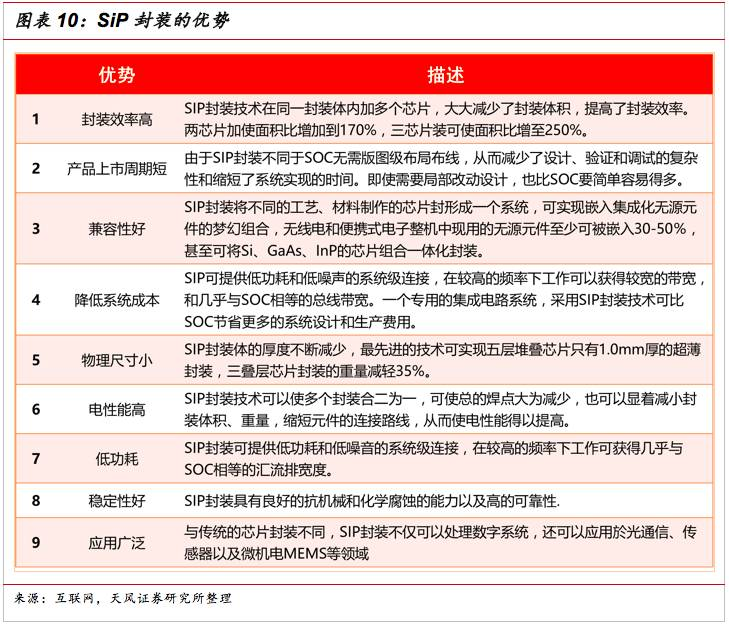 图表 10：SiP 封装的优势
优势 描述
1 封装效率高 SIP封装技术在同一封装体内加多个芯片，大大减少了封装体积，提高了封装效率。
两芯片加使面积比增加到170%，三芯片装可使面积比增至250%。
2 产品上市周期短 由于SIP封装不同于SOC无需版图级布局布线，从而减少了设计、验证和调试的复杂
性和缩短了系统实现的时间。即使需要局部改动设计，也比SOC要简单容易得多。
3 兼容性好 SIP封装将不同的工艺、材料制作的芯片封形成一个系统，可实现嵌入集成化无源元
件的梦幻组合，无线电和便携式电子整机中现用的无源元件至少可被嵌入30-50%，
甚至可将Si、GaAs、InP的芯片组合一体化封装。
4 降低系统成本 SIP可提供低功耗和低噪声的系统级连接，在较高的频率下工作可以获得较宽的带宽，
和几乎与SOC相等的总线带宽。一个专用的集成电路系统，采用SIP封装技术可比
SOC节省更多的系统设计和生产费用。
5 物理尺寸小 SIP封装体的厚度不断减少，最先进的技术可实现五层堆叠芯片只有1.0mm厚的超薄
封装，三叠层芯片封装的重量减轻35%。
6 电性能高 SIP封装技术可以使多个封装合二为一，可使总的焊点大为减少，也可以显着减小封
装体积、重量，缩短元件的连接路线，从而使电性能得以提高。
7 低功耗 SIP封装可提供低功耗和低噪音的系统级连接，在较高的频率下工作可获得几乎与
SOC相等的汇流排宽度。
8 稳定性好 SIP封装具有良好的抗机械和化学腐蚀的能力以及高的可靠性.
9 应用广泛 与传统的芯片封装不同，SIP封装不仅可以处理数字系统，还可以应用於光通信、传
感器以及微机电MEMS等领域
来源：互联网，天风证券研究所整理